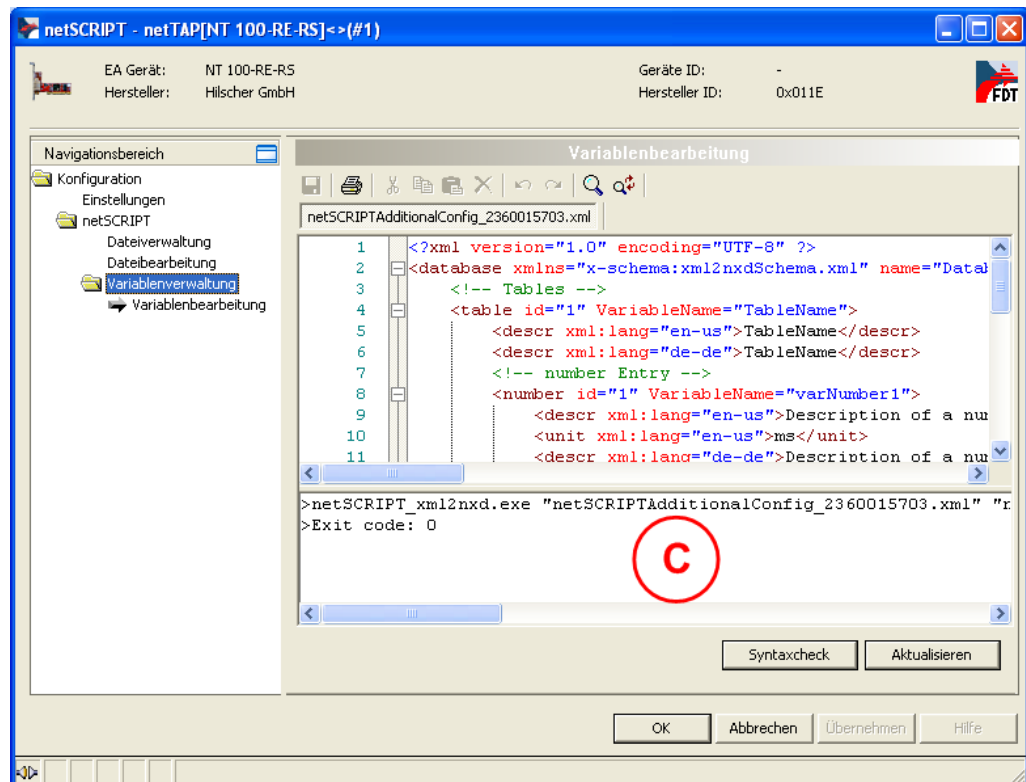 netSCRIPT - netTAP[NT 100-RE-RS]<>(#1)
EA Gerät: NT 100-RE-RS Geräte ID: -
Hersteller: Hilscher GmbH Hersteller ID: 0x011E
FDT
Navigationsbereich
Konfiguration
Einstellungen
netSCRIPT
Dateiverwaltung
Dateibearbeitung
Variablenverwaltung
Variablenbearbeitung
Variablenbearbeitung
netSCRIPTAdditionalConfig_2360015703.xml
1 <?xml version="1.0" encoding="UTF-8" ?>
2 <database xmlns="x-schema:xml2nxdSchema.xml" name="Datab
3 <!-- Tables -->
4 <table id="1" VariableName="TableName">
5 <descr xml:lang="en-us">TableName</descr>
6 <descr xml:lang="de-de">TableName</descr>
7 <!-- number Entry -->
8 <number id="1" VariableName="varNumber1">
9 <descr xml:lang="en-us">Description of a num
10 <unit xml:lang="en-us">ms</unit>
11 <descr xml:lang="de-de">Description of a num
>netSCRIPT_xml2nxd.exe "netSCRIPTAdditionalConfig_2360015703.xml" "n
>Exit code: 0
C
Syntaxcheck Aktualisieren
OK Abbrechen Übernehmen Hilfe